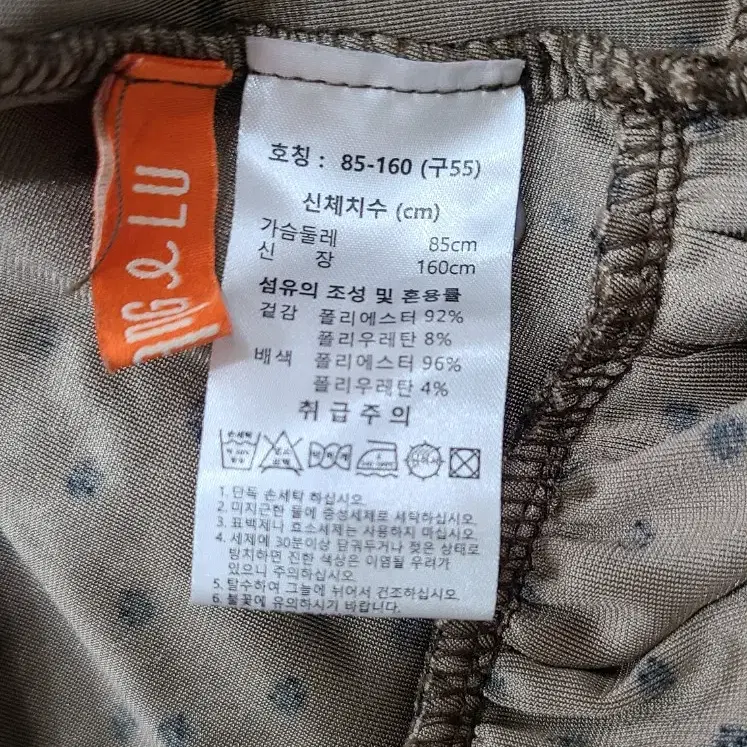 NG & LU
호칭 : 85-160 (구55)
신체치수 (cm)
가슴둘레 85cm
신 장 160cm
섬유의 조성 및 혼용률
겉감 폴리에스터 92%
폴리우레탄 8%
배색 폴리에스터 96%
폴리우레탄 4%
취급주의
1. 단독 손세탁 하십시오.
2. 미지근한 물에 중성세제로 세탁하십시오.
3. 표백제나 효소세제는 사용하지 마십시오.
4. 세제에 30분이상 담궈두거나 젖은 상태로
방치하면 진한 색상은 이염될 우려가
있으니 주의하십시오.
5. 탈수하여 그늘에 뉘어서 건조하십시오.
6. 불꽃에 유의하시기 바랍니다.